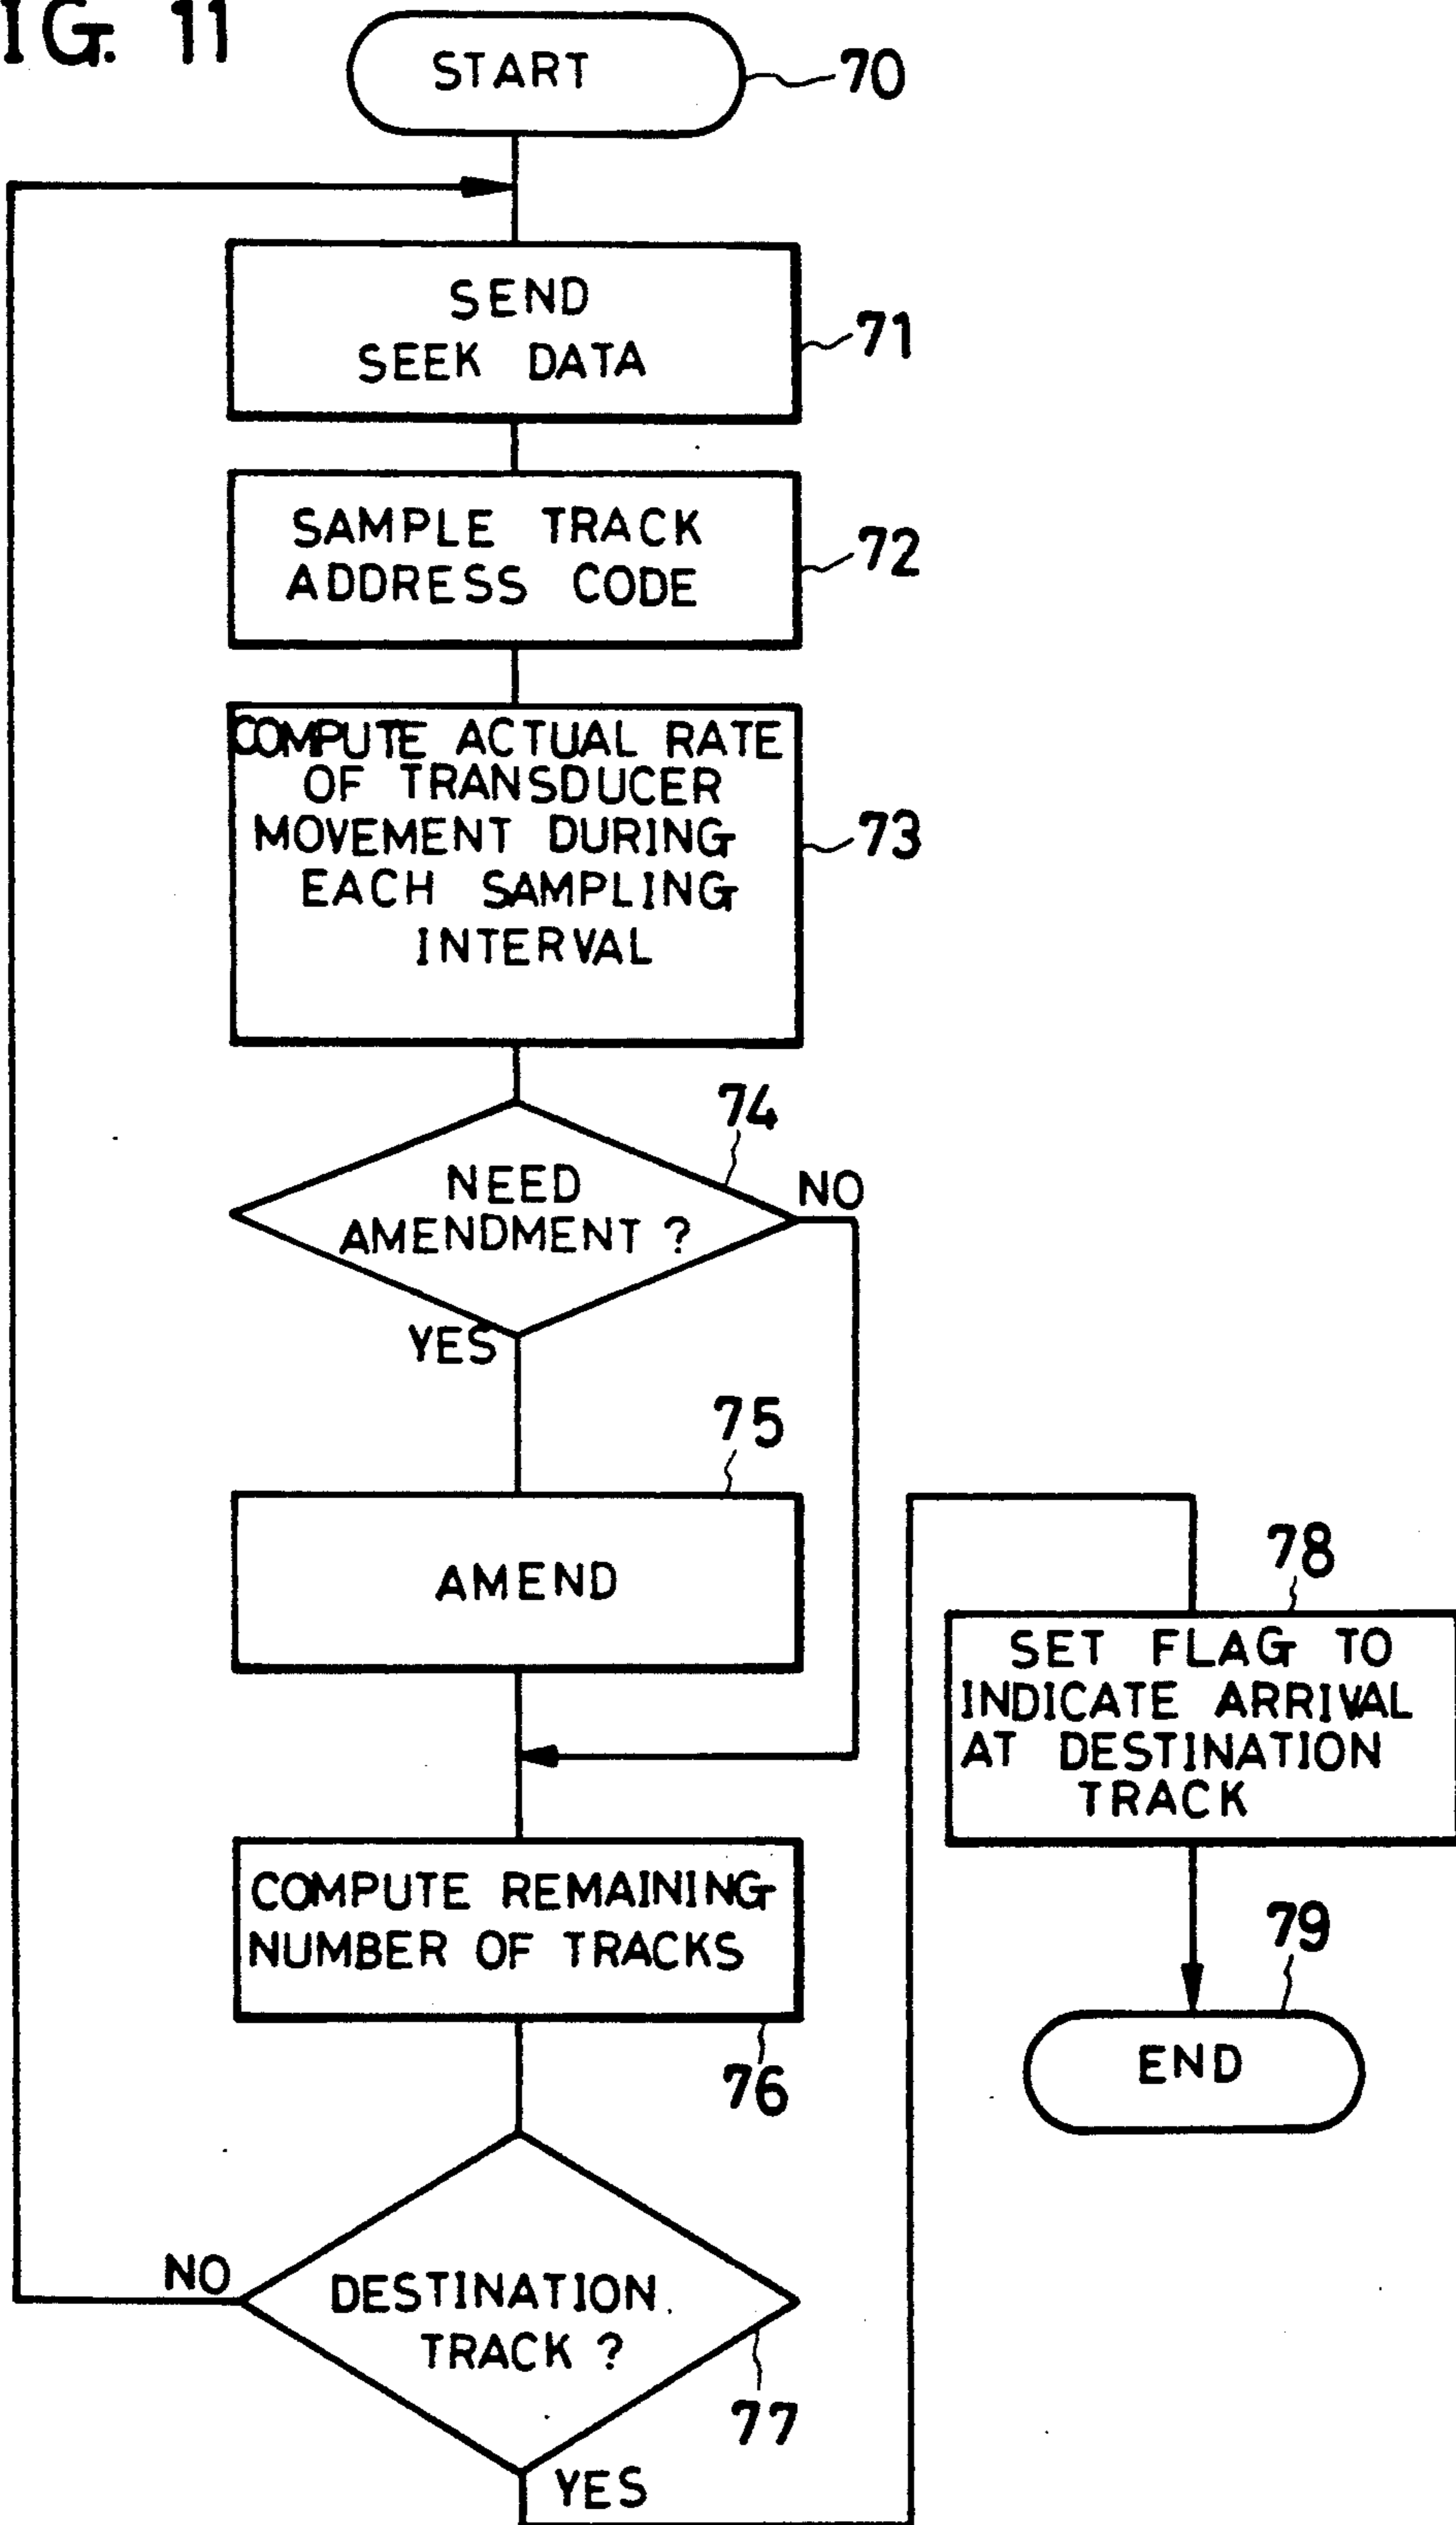 IG. 11
START
70
SEND
SEEK DATA
71
SAMPLE TRACK
ADDRESS CODE
72
COMPUTE ACTUAL RATE
OF TRANSDUCER
MOVEMENT DURING
EACH SAMPLING
INTERVAL
73
74
NEED
AMENDMENT ?
NO
YES
75
AMEND
COMPUTE REMAINING
NUMBER OF TRACKS
76
NO
DESTINATION
TRACK ?
77
YES
78
SET FLAG TO
INDICATE ARRIVAL
AT DESTINATION
TRACK
79
END